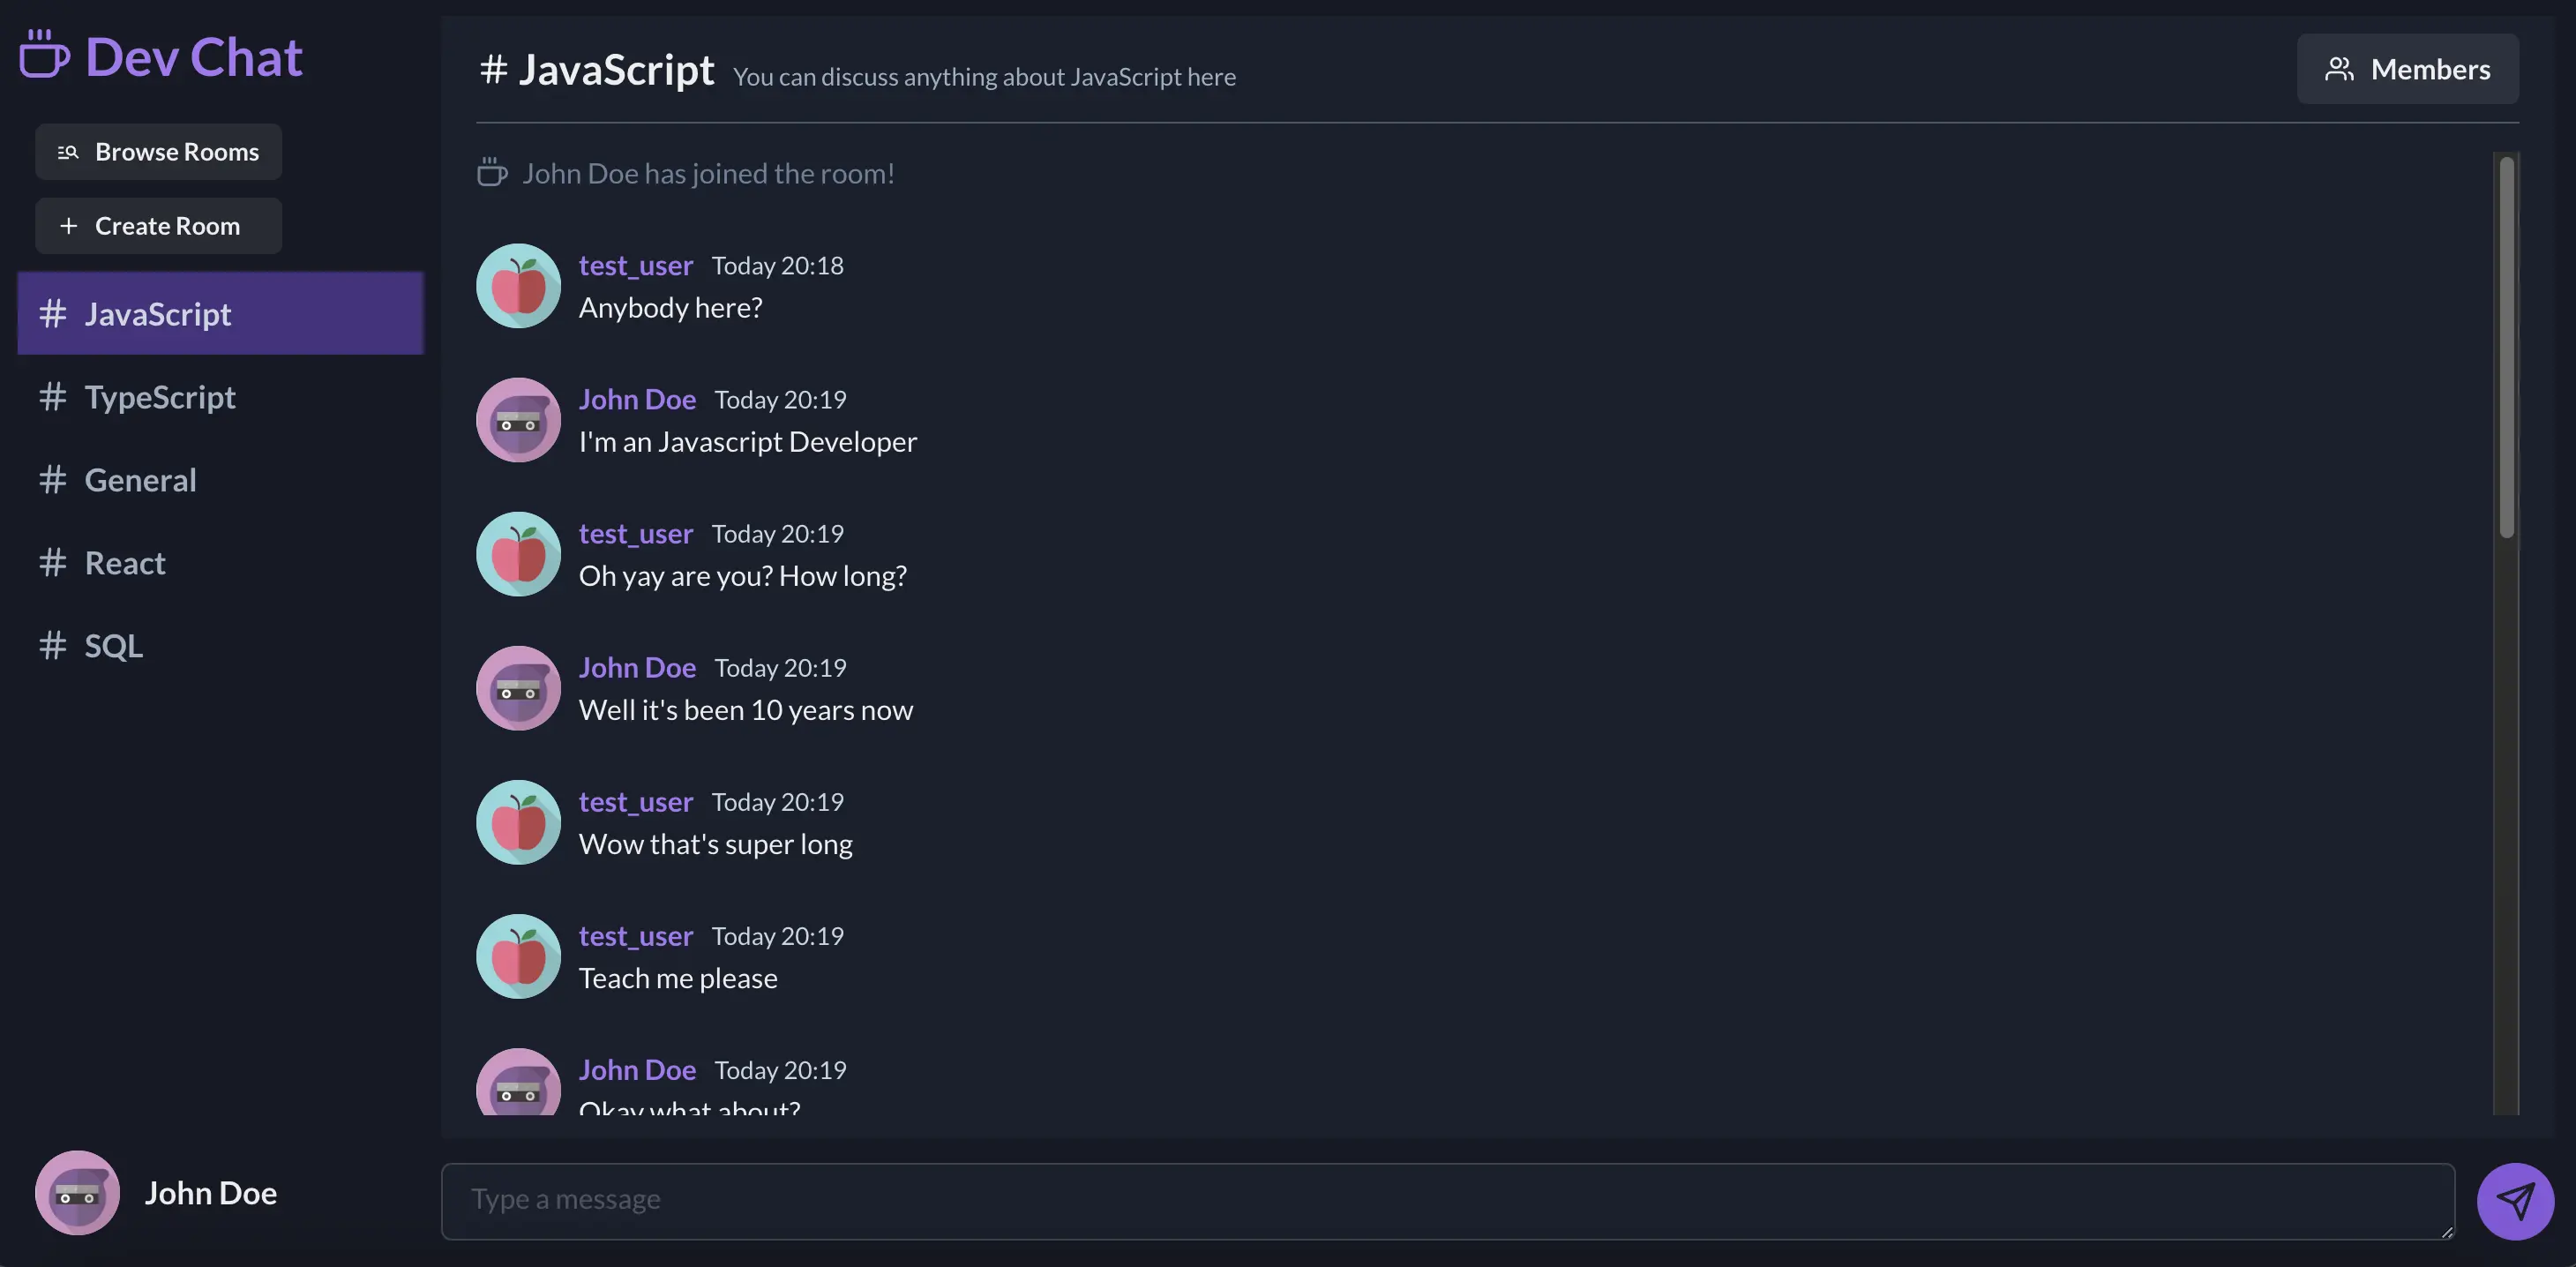 Dev Chat
Browse Rooms
Create Room
# JavaScript
# TypeScript
# General
# React
# SQL
John Doe
# JavaScript You can discuss anything about JavaScript here
Members
John Doe has joined the room!
test_user Today 20:18
Anybody here?
John Doe Today 20:19
I'm an Javascript Developer
test_user Today 20:19
Oh yay are you? How long?
John Doe Today 20:19
Well it's been 10 years now
test_user Today 20:19
Wow that's super long
test_user Today 20:19
Teach me please
John Doe Today 20:19
Okay what about?
Type a message